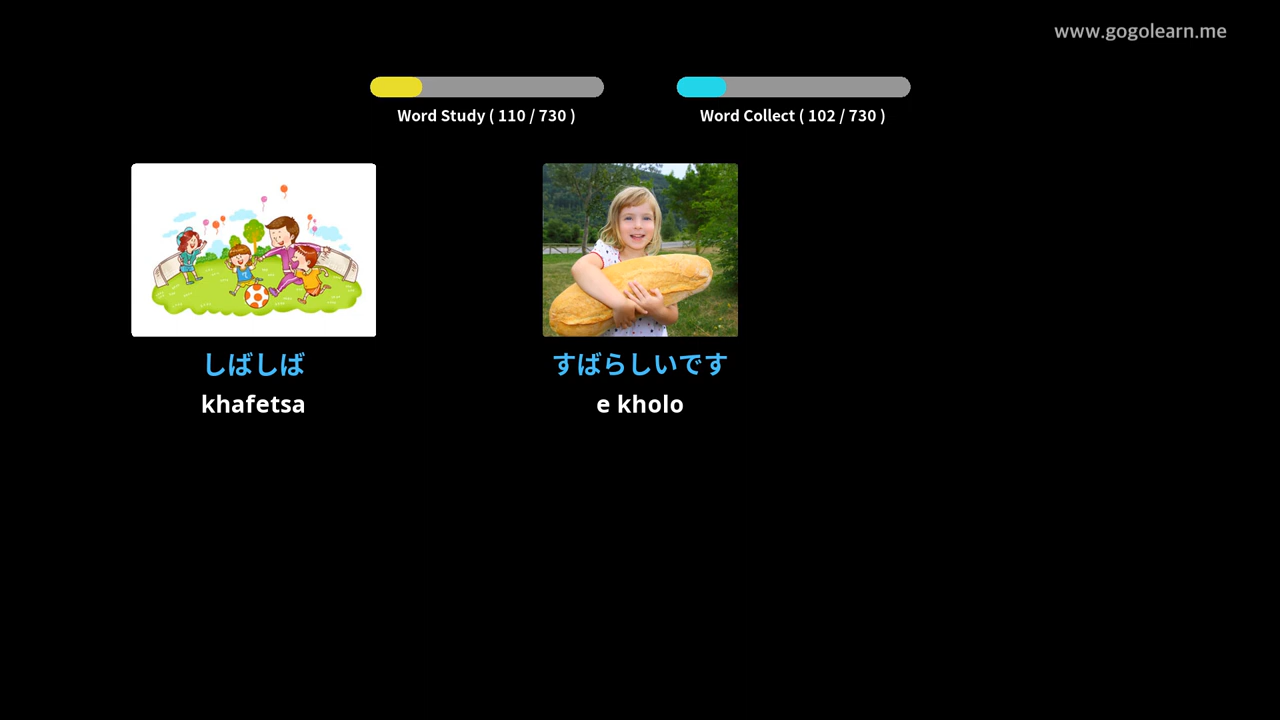 www.gogolearn.me
Word Study ( 110 / 730 )
Word Collect ( 102 / 730 )
しばしば
khafetsa
すばらしいです
e kholo